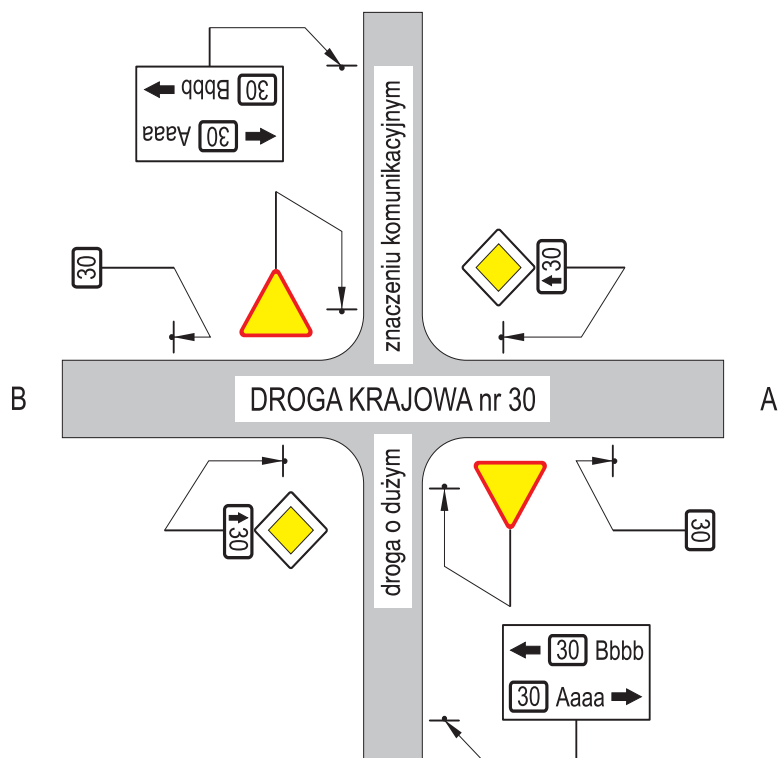 30 Bbbb
30 Aaaa
znaczeniu komunikacyjnym
30
30
B
DROGA KRAJOWA nr 30
A
droga o dużym
30
30
30 Bbbb
30 Aaaa